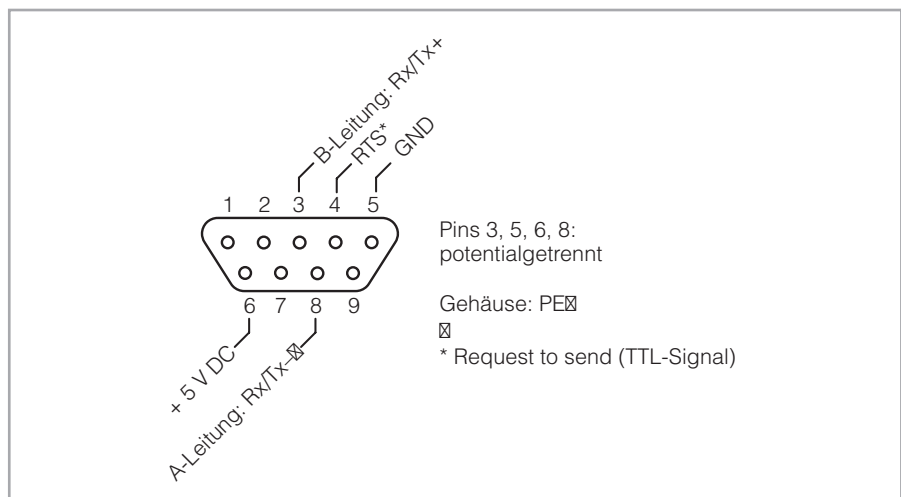 B-Leitung: Rx/Tx+
RTS*
GND
1 2 3 4 5
Pins 3, 5, 6, 8:
potentialgetrennt
6 7 8 9
Gehäuse: PE
* Request to send (TTL-Signal)
+ 5 V DC
A-Leitung: Rx/Tx–